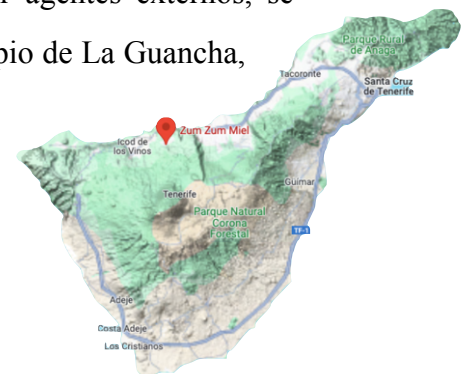 agentes externos, se
pio de La Guancha,
Parque Rural
de Anaga
Tacoronte
Santa Cruz
de Tenerife
Zum Zum Miel
Icod de
los Vinos
Tenerife
Güimar
Parque Natural
Corona
Forestal
TF-1
Adeje
Costa Adeje
Los Cristianos